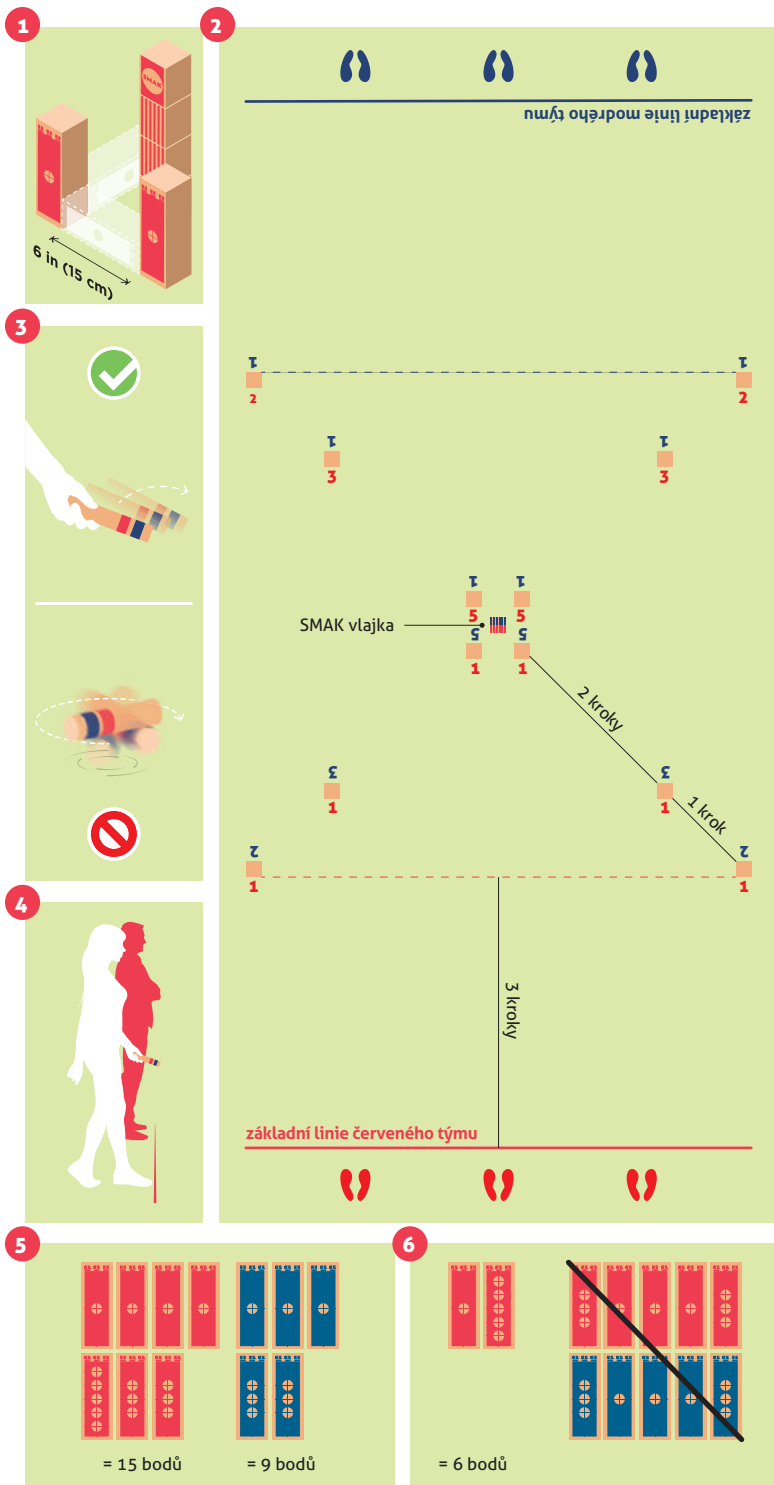 1
SMAK
6 in (15 cm)
2
základní linie modrého týmu
1 1
2 2
1 1
3 3
1 1
5 5
SMAK vlajka
5 5
1 1
2 kroky
3 3
1 1
1 krok
2 2
1 1
3 kroky
základní linie červeného týmu
3
4
5
= 15 bodů = 9 bodů
6
= 6 bodů